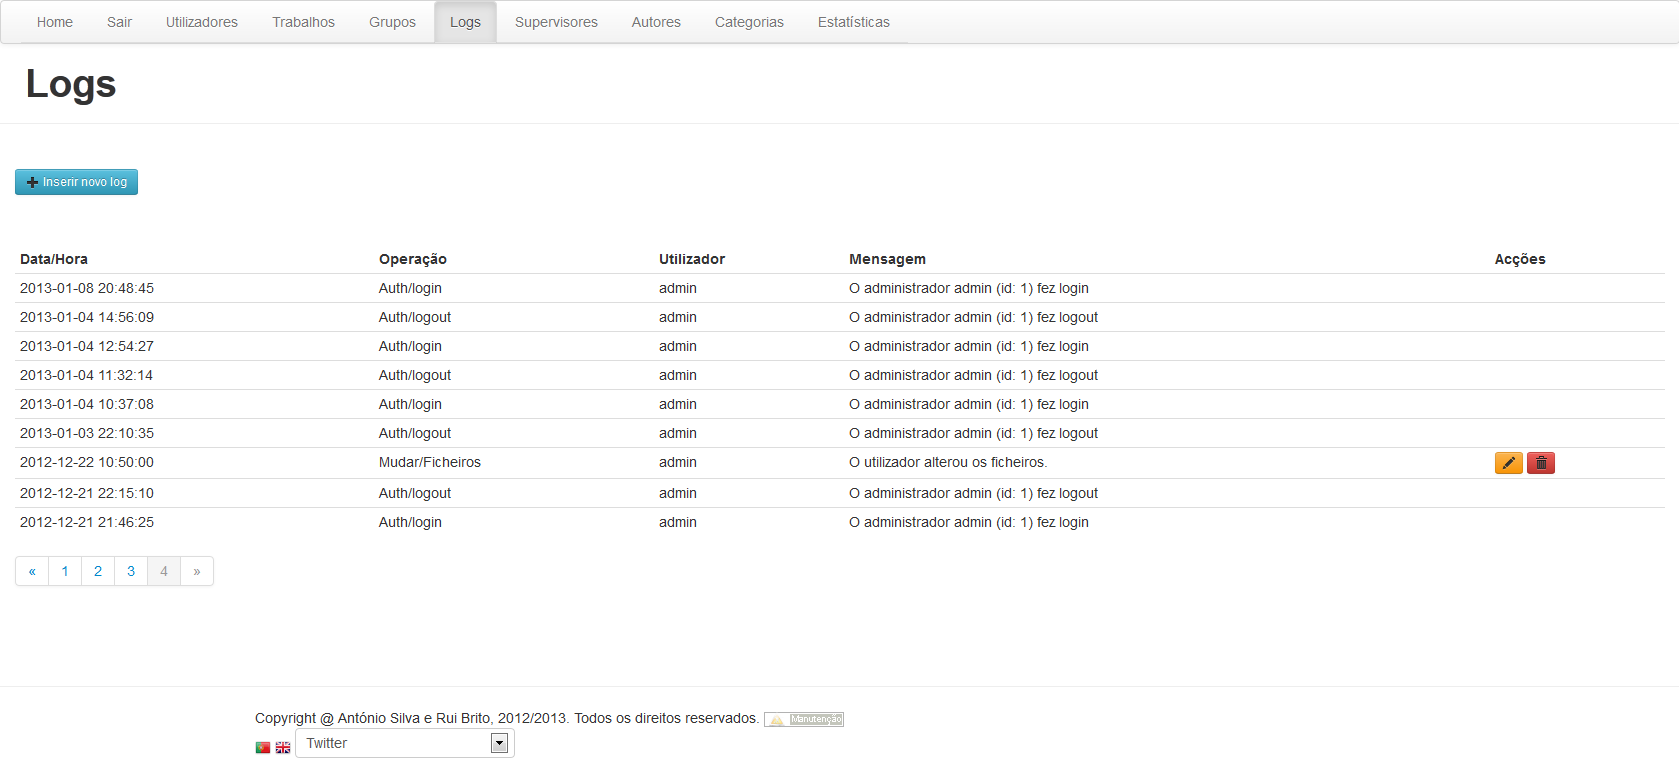 Home Sair Utilizadores Trabalhos Grupos Logs Supervisores Autores Categorias Estatísticas
Logs
Inserir novo log
Data/Hora Operação Utilizador Mensagem Acções
2013-01-08 20:48:45 Auth/login admin O administrador admin (id: 1) fez login
2013-01-04 14:56:09 Auth/logout admin O administrador admin (id: 1) fez logout
2013-01-04 12:54:27 Auth/login admin O administrador admin (id: 1) fez login
2013-01-04 11:32:14 Auth/logout admin O administrador admin (id: 1) fez logout
2013-01-04 10:37:08 Auth/login admin O administrador admin (id: 1) fez login
2013-01-03 22:10:35 Auth/logout admin O administrador admin (id: 1) fez logout
2012-12-22 10:50:00 Mudar/Ficheiros admin O utilizador alterou os ficheiros.
2012-12-21 22:15:10 Auth/logout admin O administrador admin (id: 1) fez logout
2012-12-21 21:46:25 Auth/login admin O administrador admin (id: 1) fez login
« 1 2 3 4 »
Copyright @ António Silva e Rui Brito, 2012/2013. Todos os direitos reservados. Manutenção
Twitter